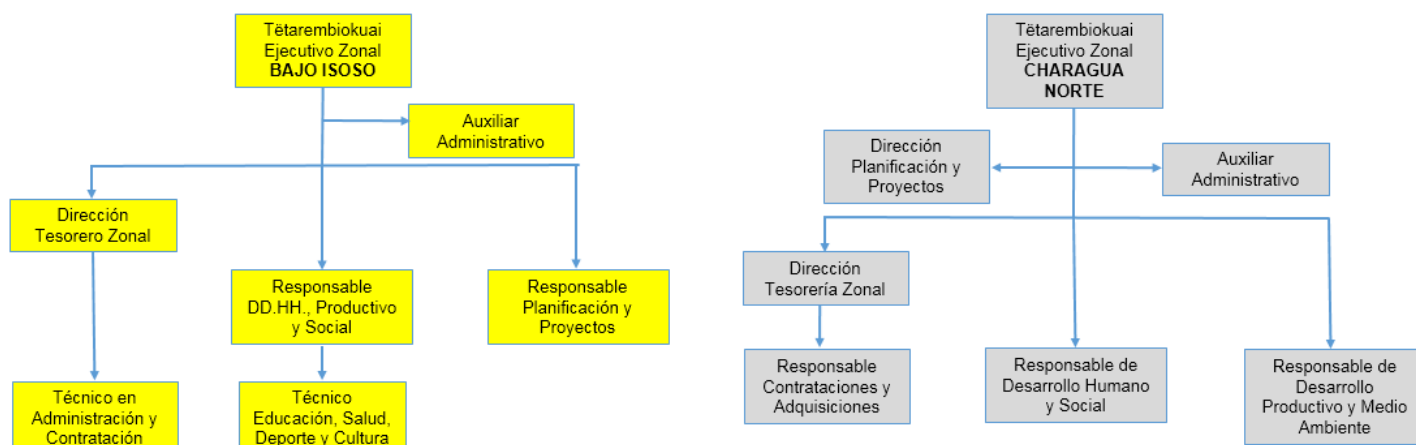 Tëtarembiokuai
Ejecutivo Zonal
BAJO ISOSO
Auxiliar
Administrativo
Dirección
Tesorero Zonal
Responsable
DD.HH., Productivo
y Social
Responsable
Planificación y
Proyectos
Técnico en
Administración y
Contratación
Técnico
Educación, Salud,
Deporte y Cultura
Tëtarembiokuai
Ejecutivo Zonal
CHARAGUA
NORTE
Dirección
Planificación y
Proyectos
Auxiliar
Administrativo
Dirección
Tesorería Zonal
Responsable
Contrataciones y
Adquisiciones
Responsable de
Desarrollo Humano
y Social
Responsable de
Desarrollo
Productivo y Medio
Ambiente